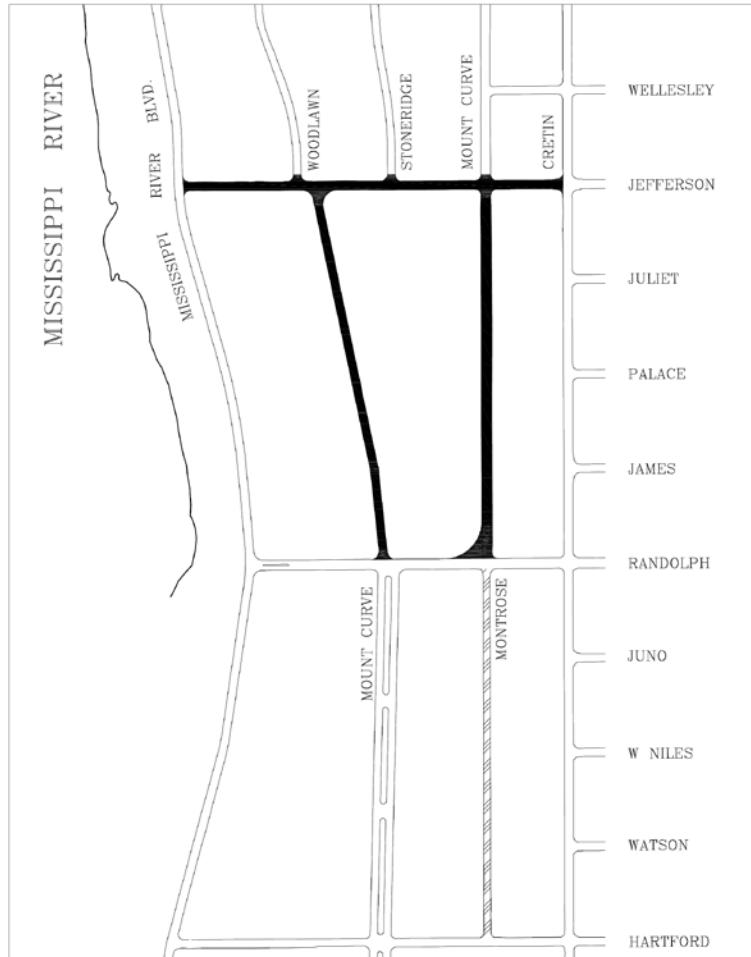 WELLESLEY
BLVD.
MISSISSIPPI RIVER
WOODLAWN
STONERIDGE
MOUNT CURVE
CRETIN
RIVER
JEFFERSON
MISSISSIPPI
JULIET
PALACE
JAMES
RANDOLPH
MOUNT CURVE
MONTROSE
JUNO
W NILES
WATSON
HARTFORD